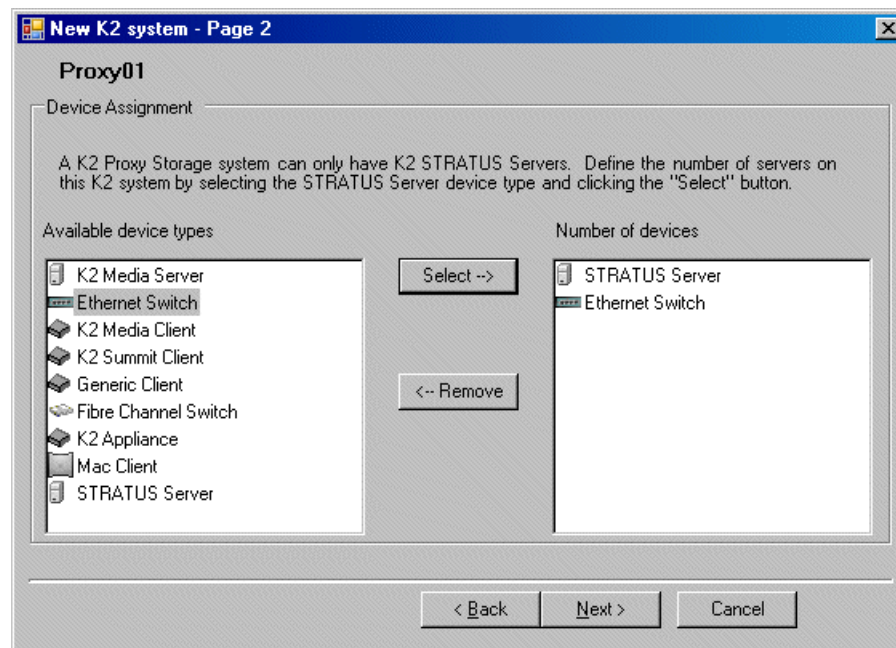 New K2 system - Page 2
Proxy01
Device Assignment
A K2 Proxy Storage system can only have K2 STRATUS Servers. Define the number of servers on
this K2 system by selecting the STRATUS Server device type and clicking the "Select" button.
Available device types
Number of devices
K2 Media Server
Ethernet Switch
K2 Media Client
K2 Summit Client
Generic Client
Fibre Channel Switch
K2 Appliance
Mac Client
STRATUS Server
Select -->
<-- Remove
STRATUS Server
Ethernet Switch
< Back
Next >
Cancel